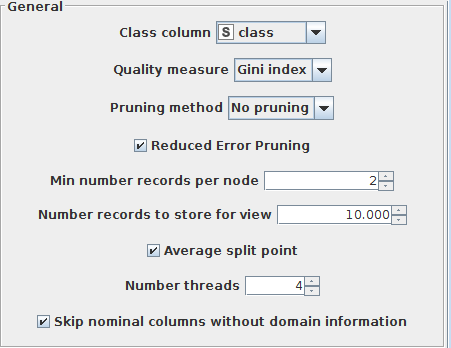 General
Class column S class
Quality measure Gini index
Pruning method No pruning
Reduced Error Pruning
Min number records per node 2
Number records to store for view 10.000
Average split point
Number threads 4
Skip nominal columns without domain information